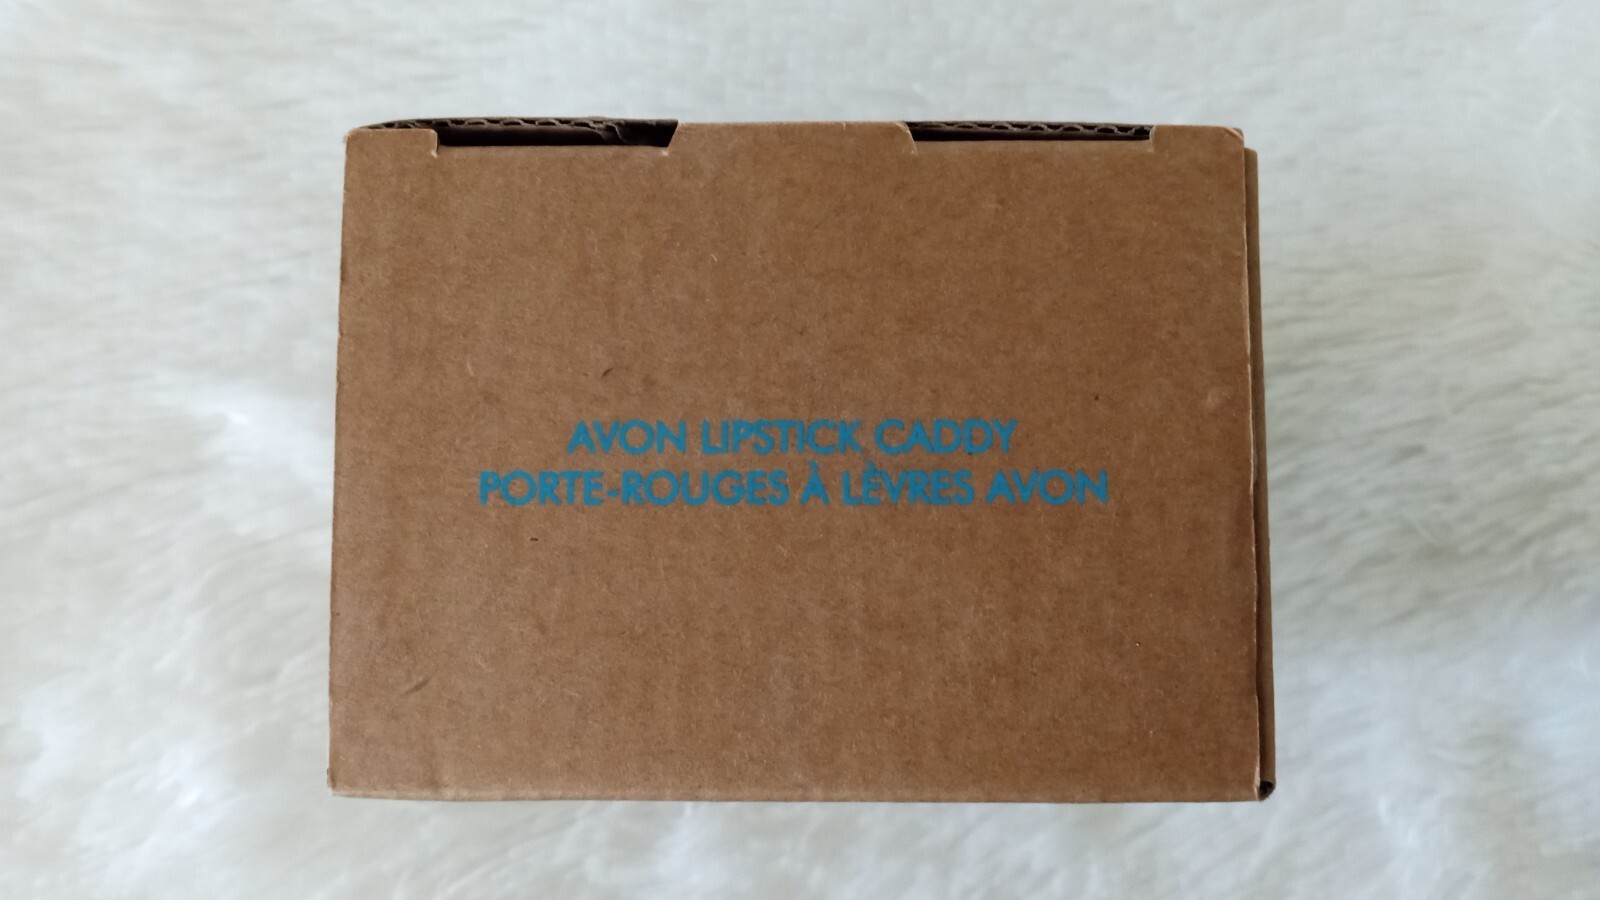 AVON LIPSTICK CADDY
PORTE-ROUGES À LÈVRES AVON